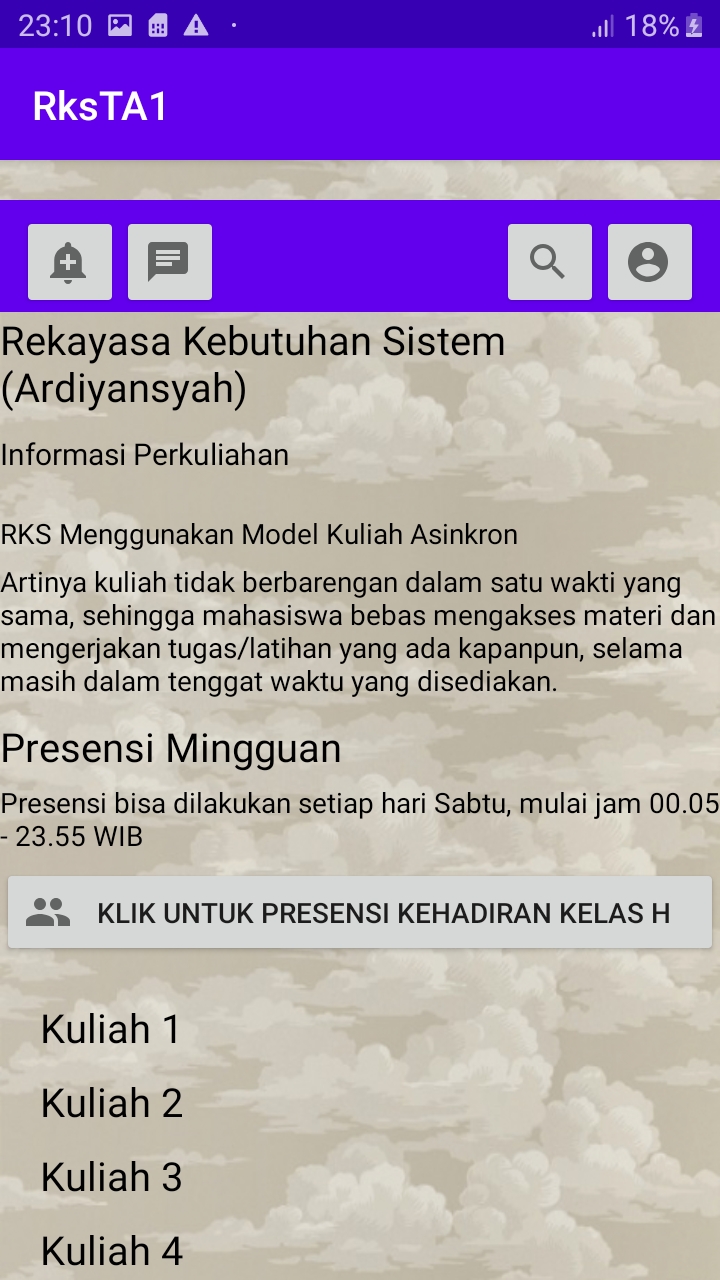 23:10
18%
RksTA1
Rekayasa Kebutuhan Sistem
(Ardiyansyah)
Informasi Perkuliahan
RKS Menggunakan Model Kuliah Asinkron
Artinya kuliah tidak berbarengan dalam satu wakti yang
sama, sehingga mahasiswa bebas mengakses materi dan
mengerjakan tugas/latihan yang ada kapanpun, selama
masih dalam tenggat waktu yang disediakan.
Presensi Mingguan
Presensi bisa dilakukan setiap hari Sabtu, mulai jam 00.05
- 23.55 WIB
KLIK UNTUK PRESENSI KEHADIRAN KELAS H
Kuliah 1
Kuliah 2
Kuliah 3
Kuliah 4